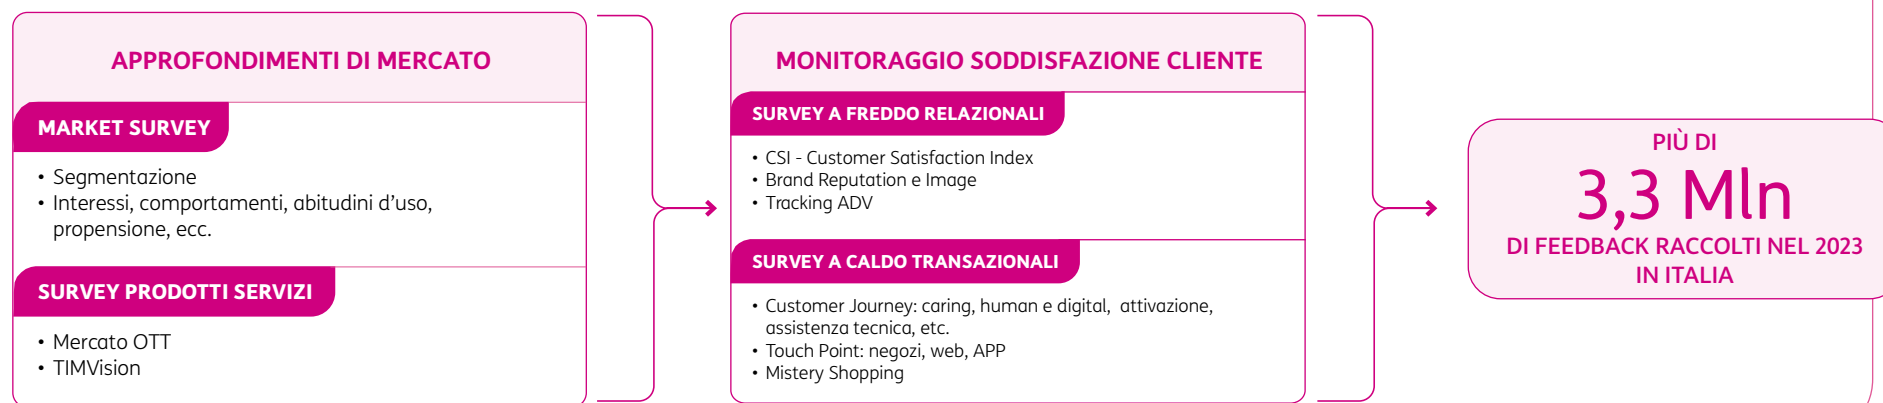 APPROFONDIMENTI DI MERCATO
MARKET SURVEY
• Segmentazione
• Interessi, comportamenti, abitudini d’uso,
propensione, ecc.
SURVEY PRODOTTI SERVIZI
• Mercato OTT
• TIMVision
MONITORAGGIO SODDISFAZIONE CLIENTE
SURVEY A FREDDO RELAZIONALI
• CSI - Customer Satisfaction Index
• Brand Reputation e Image
• Tracking ADV
SURVEY A CALDO TRANSAZIONALI
• Customer Journey: caring, human e digital, attivazione,
assistenza tecnica, etc.
• Touch Point: negozi, web, APP
• Mistery Shopping
PIÙ DI
3,3 Mln
DI FEEDBACK RACCOLTI NEL 2023
IN ITALIA